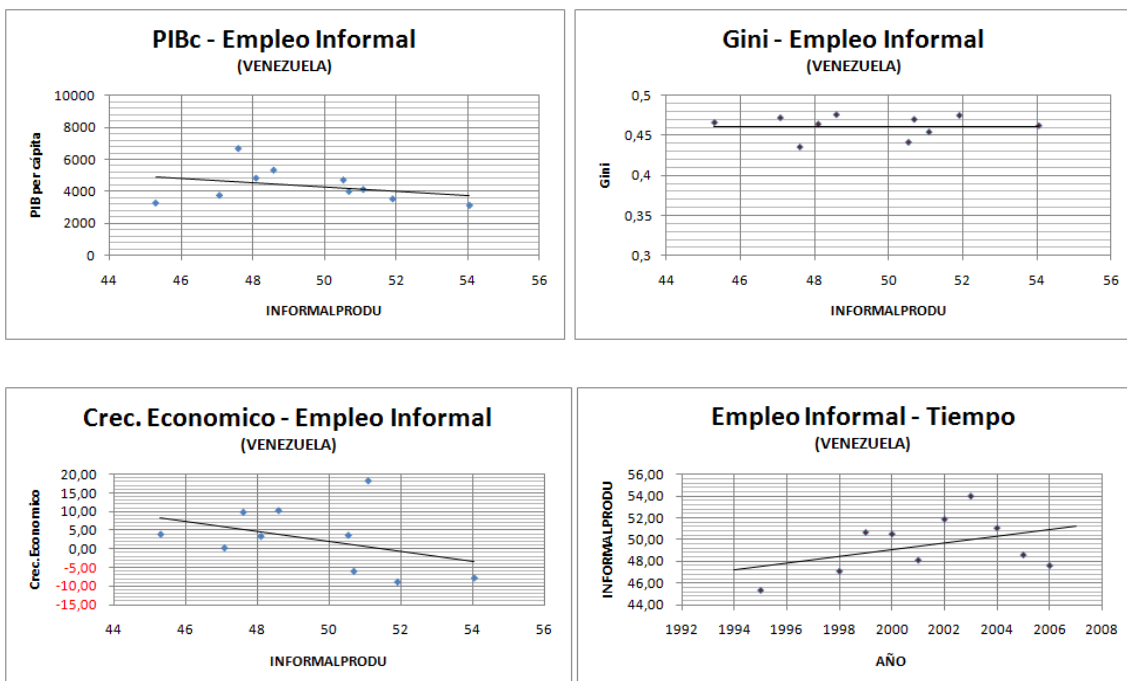 PIBc - Empleo Informal
(VENEZUELA)
10000
8000
6000
4000
2000
0
PIB per cápita
44 46 48 50 52 54 56
INFORMALPRODU
Gini - Empleo Informal
(VENEZUELA)
0,5
0,45
0,4
0,35
0,3
Gini
44 46 48 50 52 54 56
INFORMALPRODU
Crec. Economico - Empleo Informal
(VENEZUELA)
20,00
15,00
10,00
5,00
0,00
-5,00
-10,00
-15,00
Crec.Economico
44 46 48 50 52 54 56
INFORMALPRODU
Empleo Informal - Tiempo
(VENEZUELA)
56,00
54,00
52,00
50,00
48,00
46,00
44,00
INFORMALPRODU
1992 1994 1996 1998 2000 2002 2004 2006 2008
AÑO